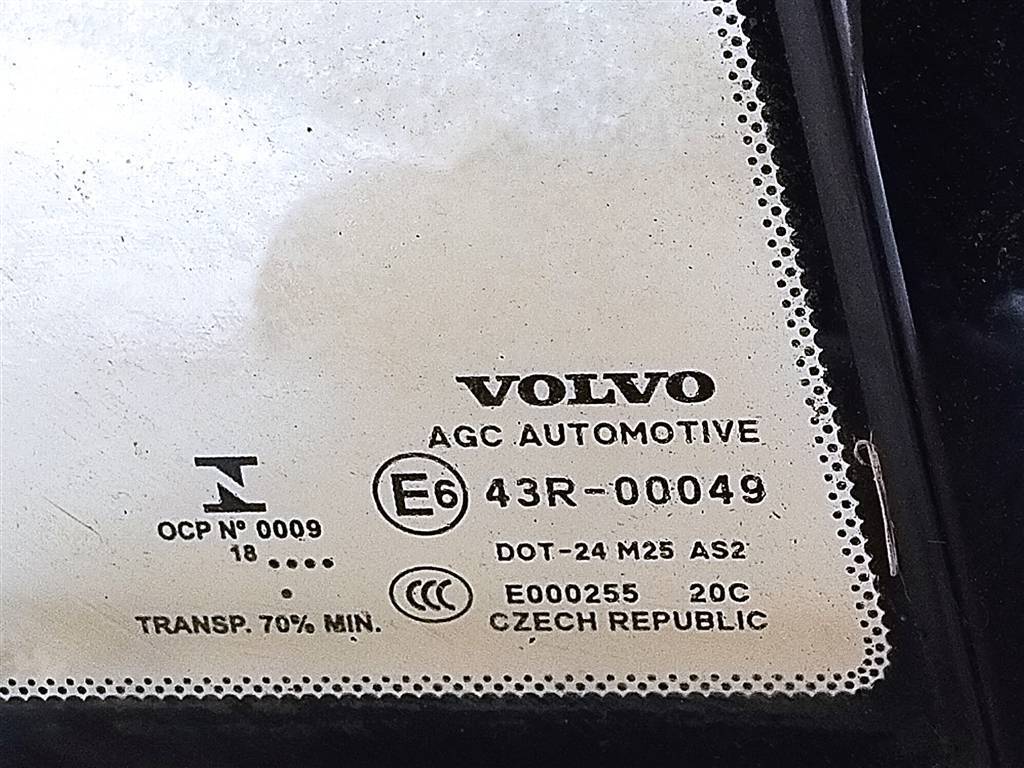 VOLVO
AGC AUTOMOTIVE
E6 43R-00049
OCP Nº 0009
18 ....
.
DOT-24 M25 AS2
CCC E000255 20C
TRANSP. 70% MIN.
CZECH REPUBLIC